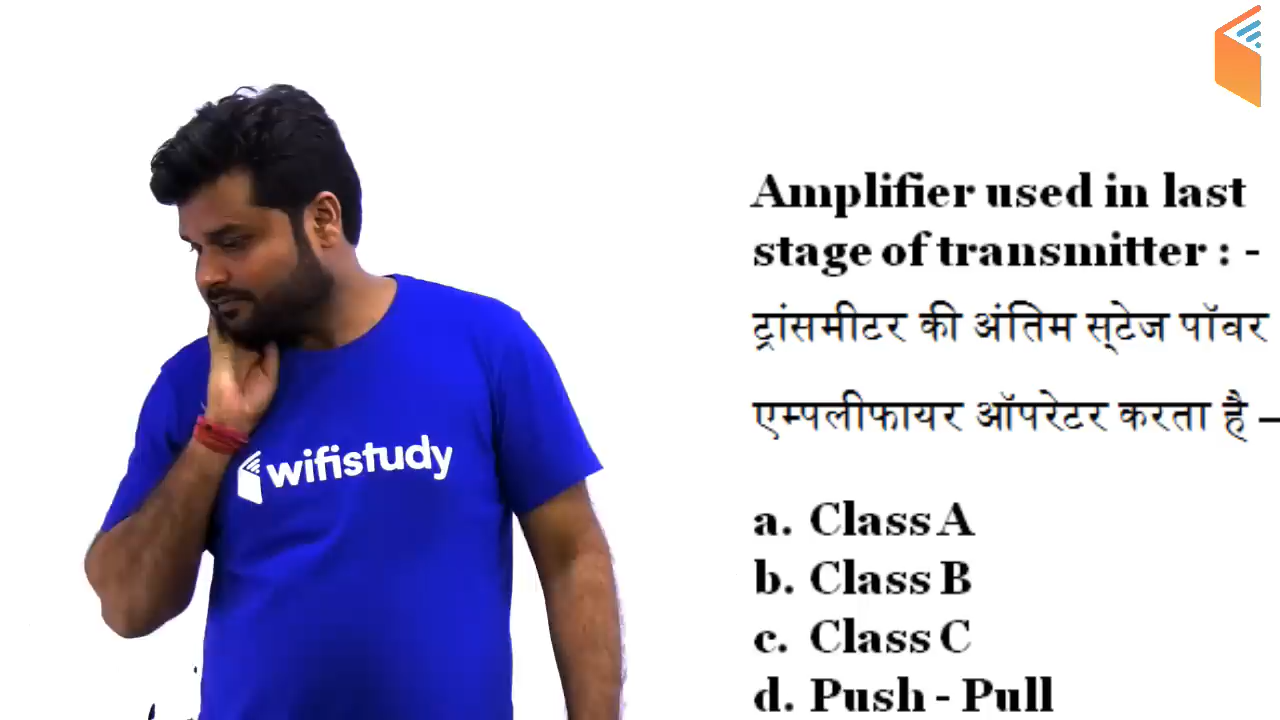 wifistudy
Amplifier used in last
stage of transmitter : -
ट्रांसमीटर की अंतिम स्टेज पॉवर
एम्पलीफायर ऑपरेटर करता है –
a. Class A
b. Class B
c. Class C
d. Push - Pull